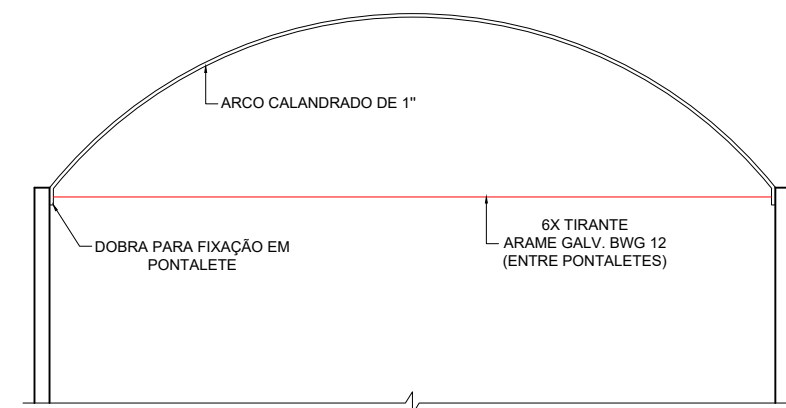 ARCO CALANDRADO DE 1"
DOBRA PARA FIXAÇÃO EM
PONTALETE
6X TIRANTE
ARAME GALV. BWG 12
(ENTRE PONTALETES)